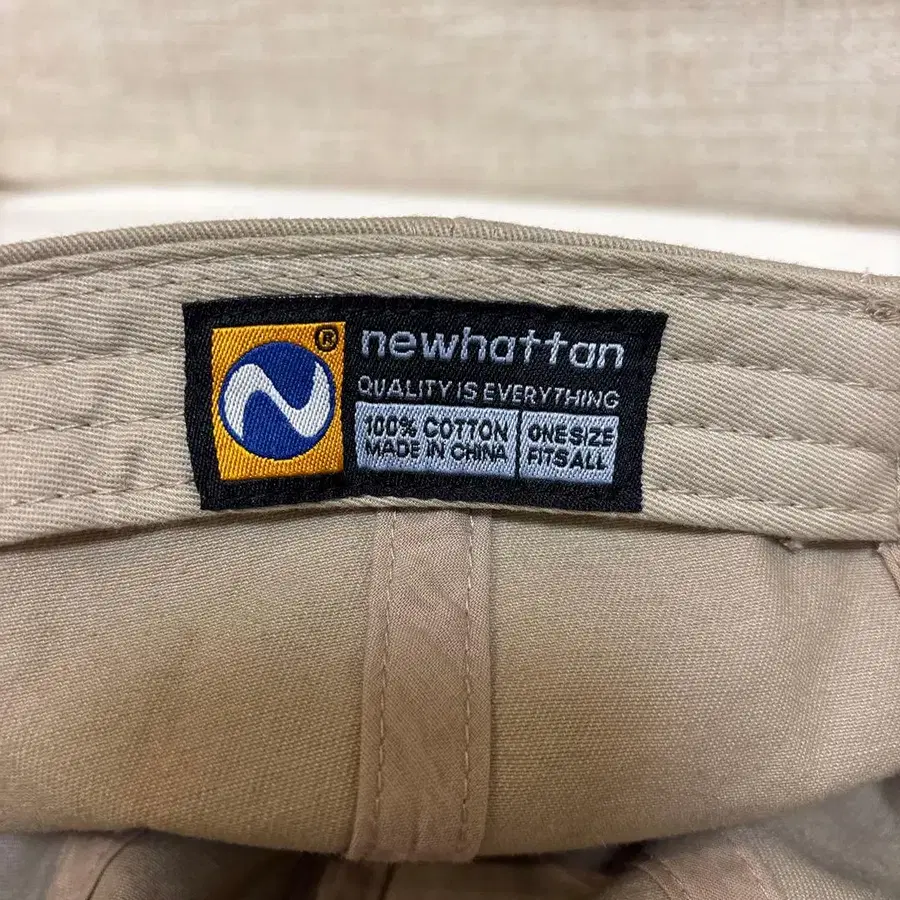 ®
newhattan
QUALITY IS EVERYTHING
100% COTTON
MADE IN CHINA
ONE SIZE
FITS ALL